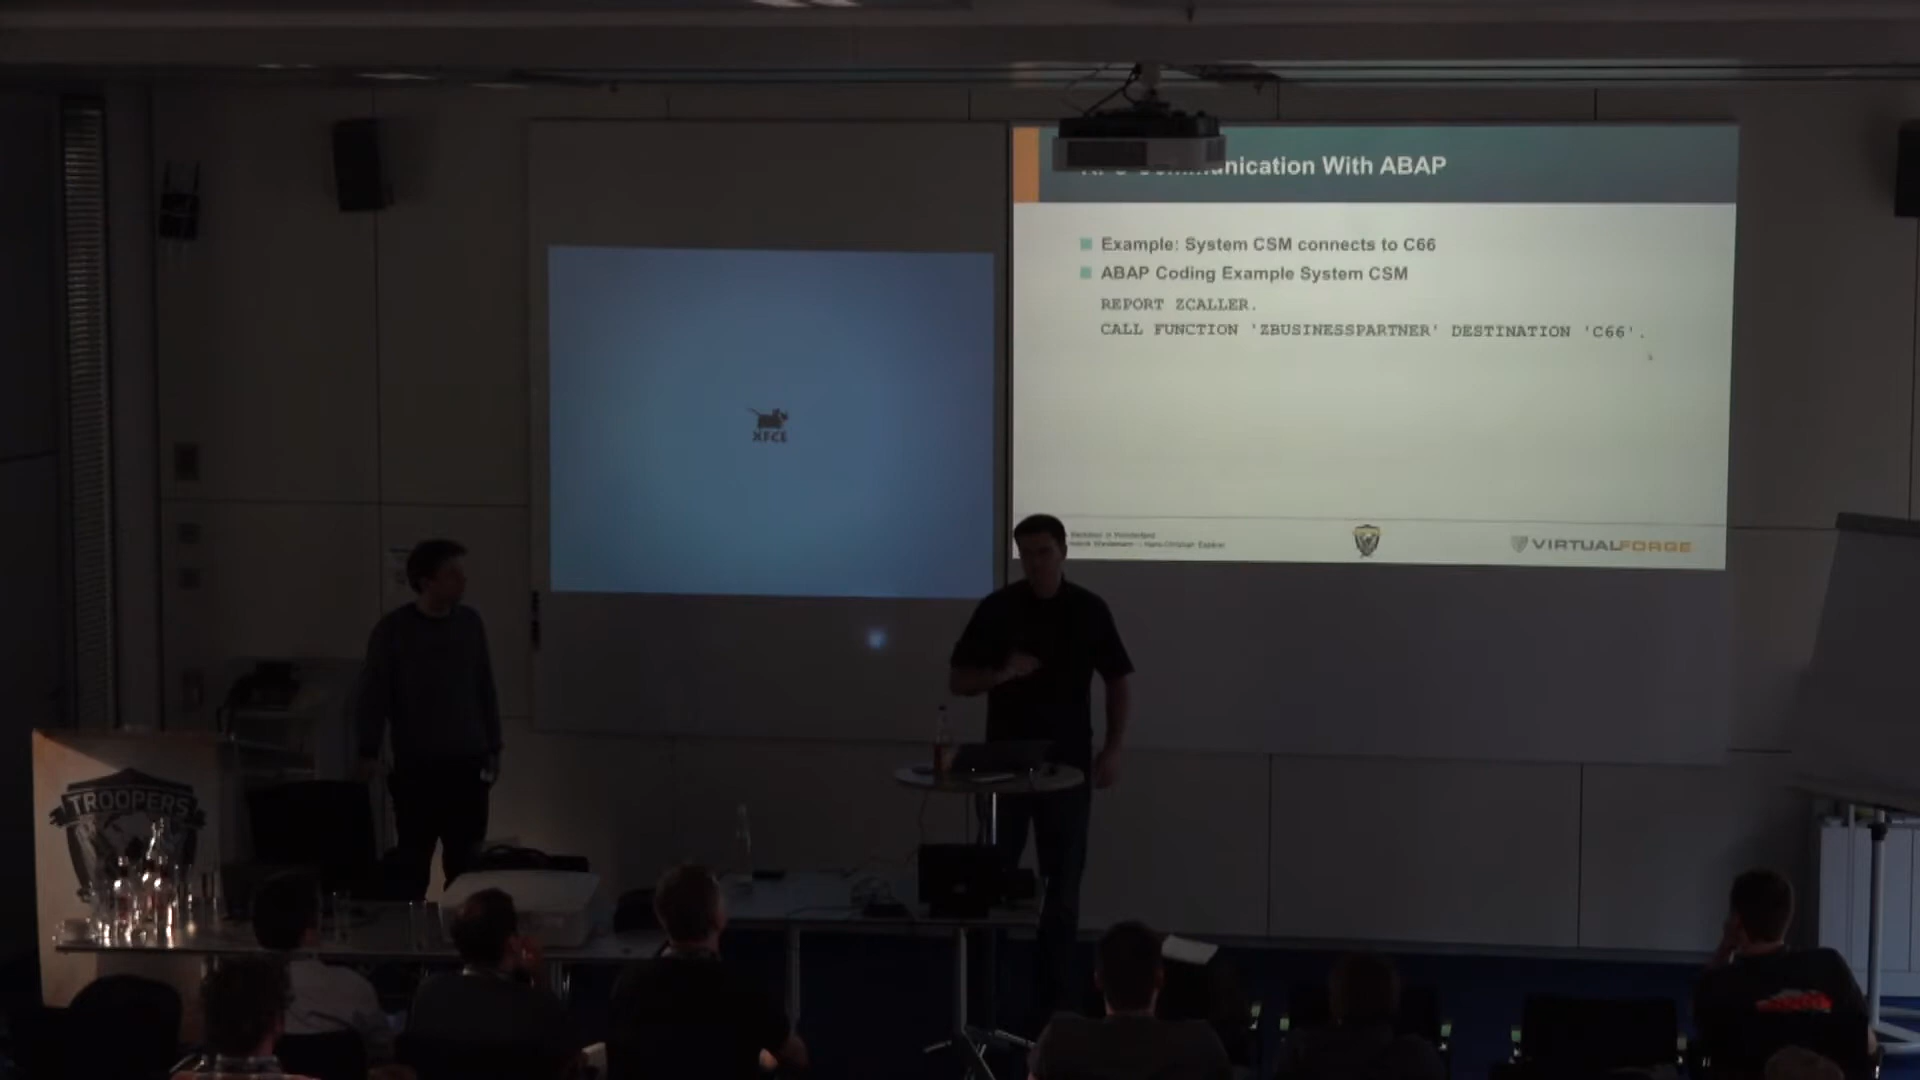 Communication With ABAP
Example: System CSM connects to C66
ABAP Coding Example System CSM
REPORT ZCALLER.
CALL FUNCTION 'ZBUSINESSPARTNER' DESTINATION 'C66'.
XFCE
VIRTUALFORGE
TROOPERS